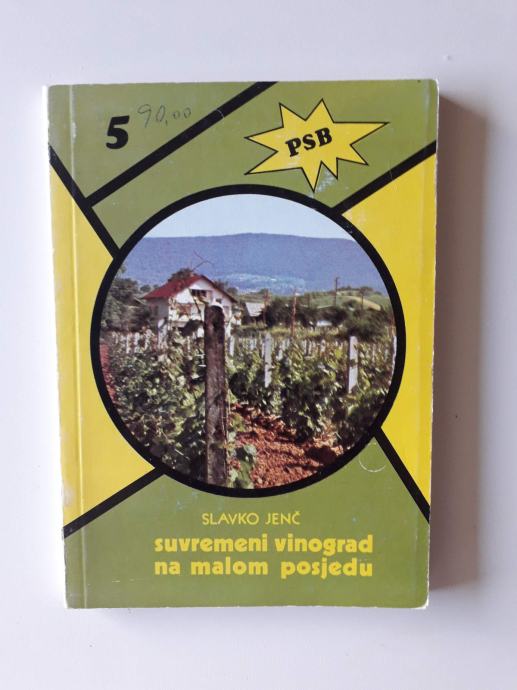 5 90,00
PSB
SLAVKO JENČ
suvremeni vinograd
na malom posjedu